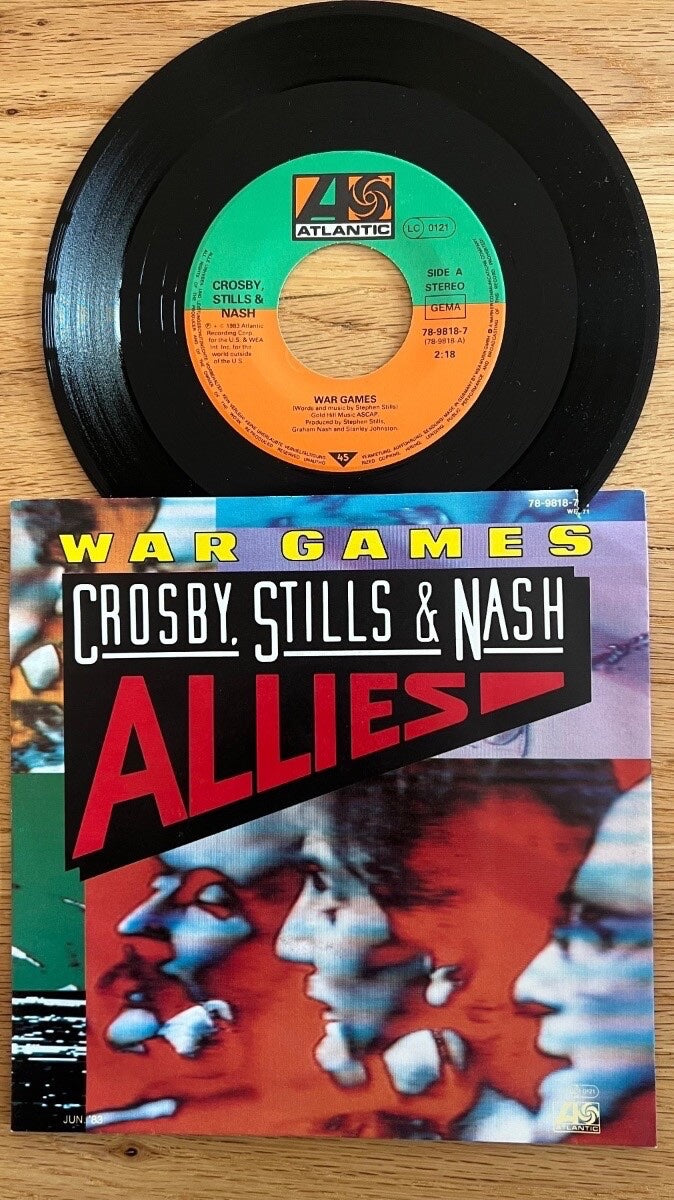 ATLANTIC
LC 0121
CROSBY,
STILLS &
NASH
SIDE A
STEREO
GEMA
78-9818-7
(78-9818-A)
2:18
℗ • © 1983 Atlantic
Recording Corp.
for the U.S. & WEA
Int. Inc. for the
world outside
of the U.S.
WAR GAMES
(Words and music by Stephen Stills)
Gold Hill Music ASCAP
Produced by Stephen Stills,
Graham Nash and Stanley Johnston.
45
78-9818-7
WAR GAMES
CROSBY, STILLS & NASH
ALLIES
JUN. '83
ATLANTIC